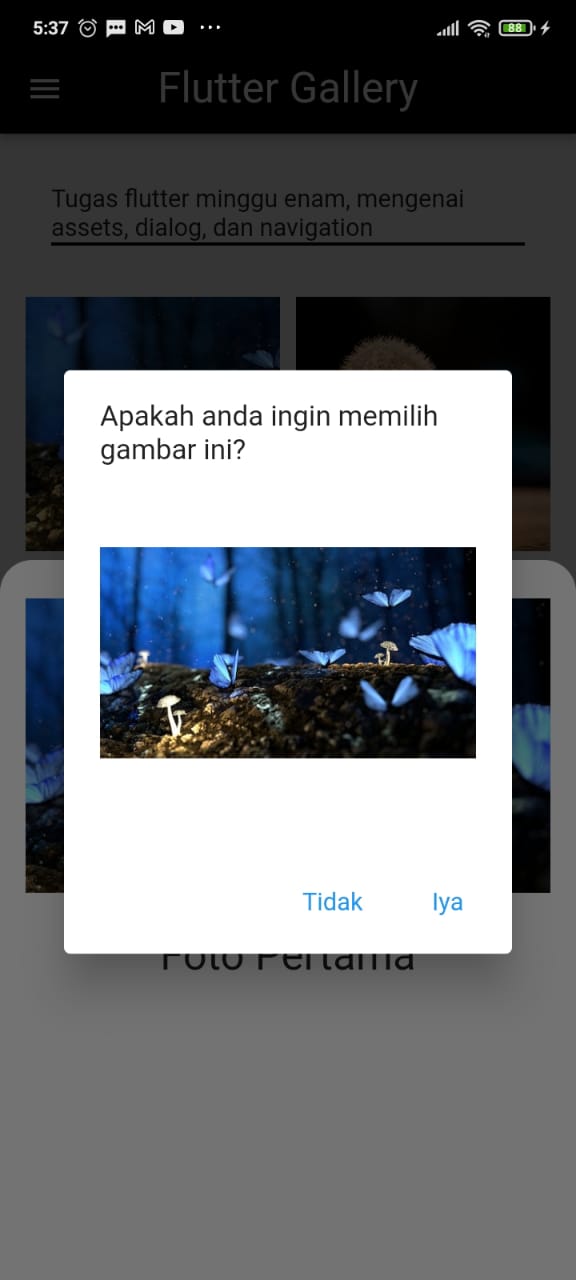 5:37
88
Flutter Gallery
Tugas flutter minggu enam, mengenai
assets, dialog, dan navigation
Apakah anda ingin memilih
gambar ini?
Tidak
Iya
Foto Pertama